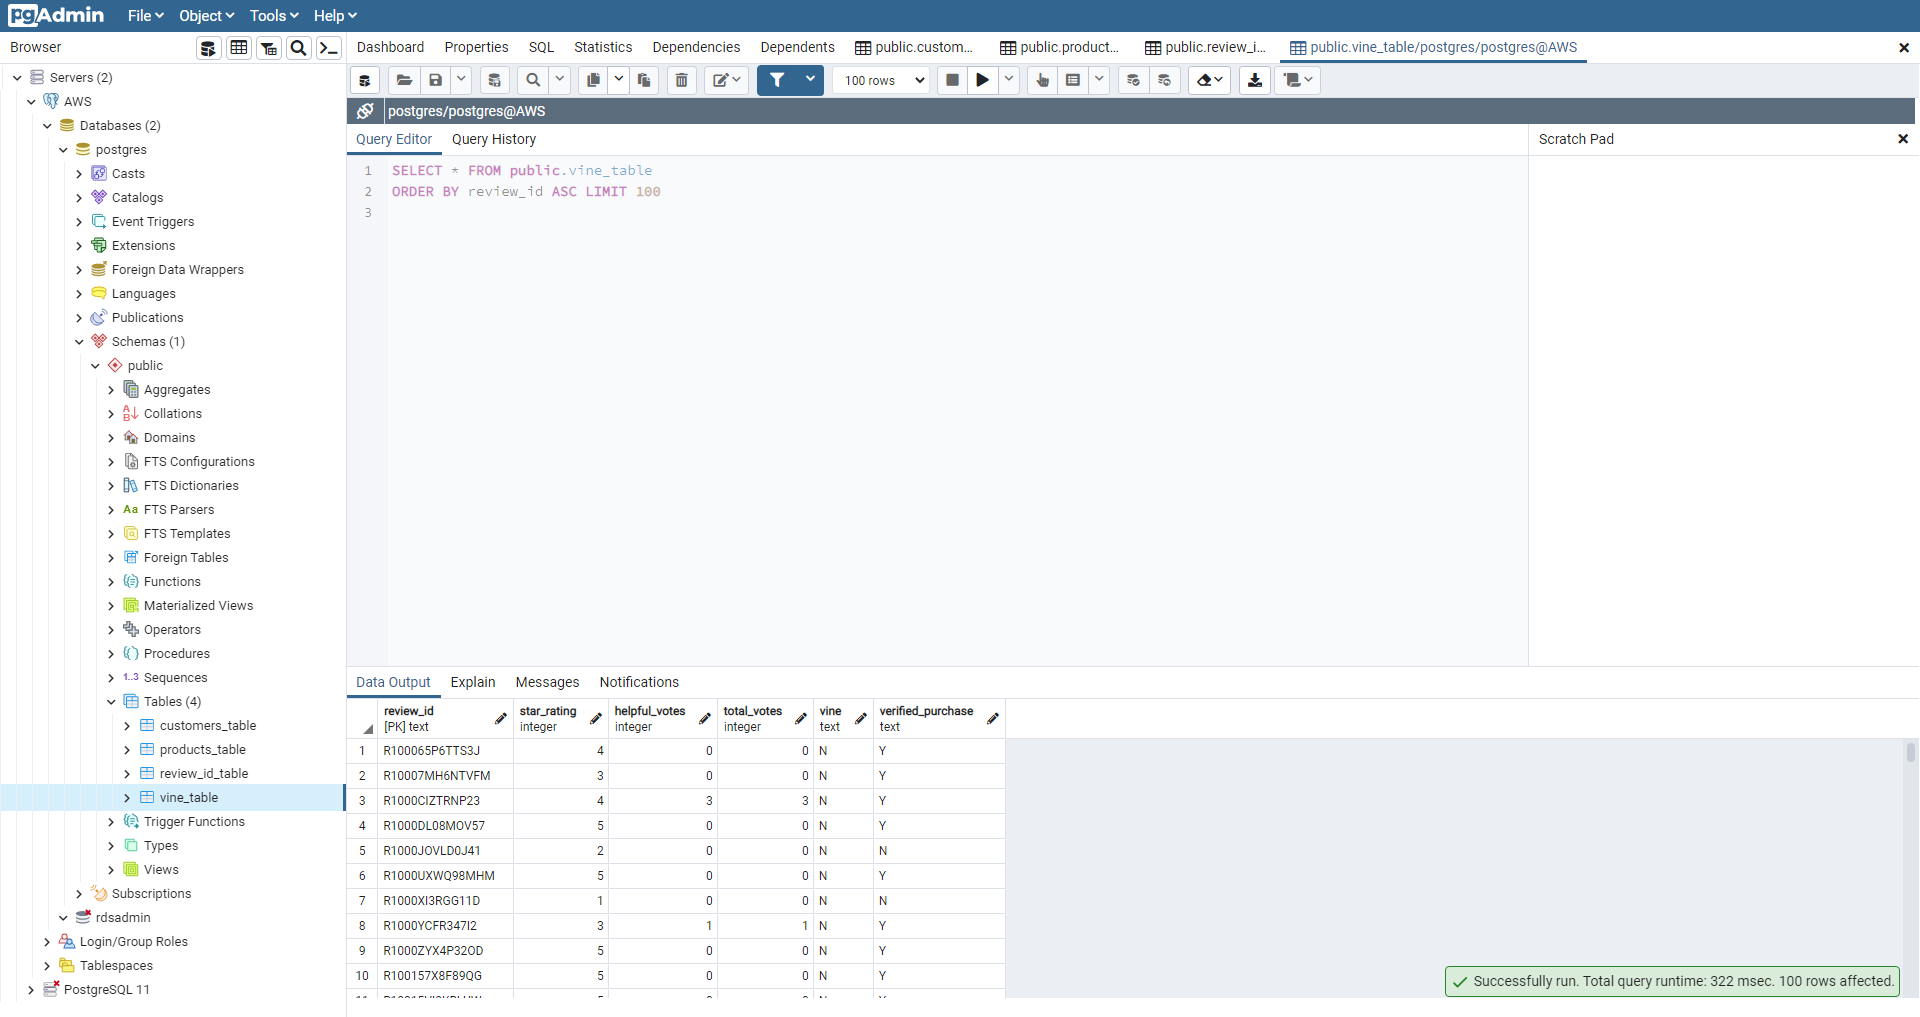 pgAdmin File Object Tools Help
Browser
Dashboard Properties SQL Statistics Dependencies Dependents public.custom... public.product... public.review_i... public.vine_table/postgres/postgres@AWS
100 rows
postgres/postgres@AWS
Query Editor Query History
Scratch Pad
1 SELECT * FROM public.vine_table
2 ORDER BY review_id ASC LIMIT 100
3
Servers (2)
AWS
Databases (2)
postgres
Casts
Catalogs
Event Triggers
Extensions
Foreign Data Wrappers
Languages
Publications
Schemas (1)
public
Aggregates
Collations
Domains
FTS Configurations
FTS Dictionaries
Aa FTS Parsers
FTS Templates
Foreign Tables
Functions
Materialized Views
Operators
Procedures
1..3 Sequences
Tables (4)
customers_table
products_table
review_id_table
vine_table
Trigger Functions
Types
Views
Subscriptions
rdsadmin
Login/Group Roles
Tablespaces
PostgreSQL 11
Data Output Explain Messages Notifications
review_id star_rating helpful_votes total_votes vine verified_purchase
[PK] text integer integer integer text text
1 R100065P6TTS3J 4 0 0 N Y
2 R10007MH6NTVFM 3 0 0 N Y
3 R1000CIZTRNP23 4 3 3 N Y
4 R1000DL08MOV57 5 0 0 N Y
5 R1000JOVLD0J41 2 0 0 N N
6 R1000UXWQ98MHM 5 0 0 N Y
7 R1000XI3RGG11D 1 0 0 N N
8 R1000YCFR347I2 3 1 1 N Y
9 R1000ZYX4P32OD 5 0 0 N Y
10 R100157X8F89QG 5 0 0 N Y
Successfully run. Total query runtime: 322 msec. 100 rows affected.